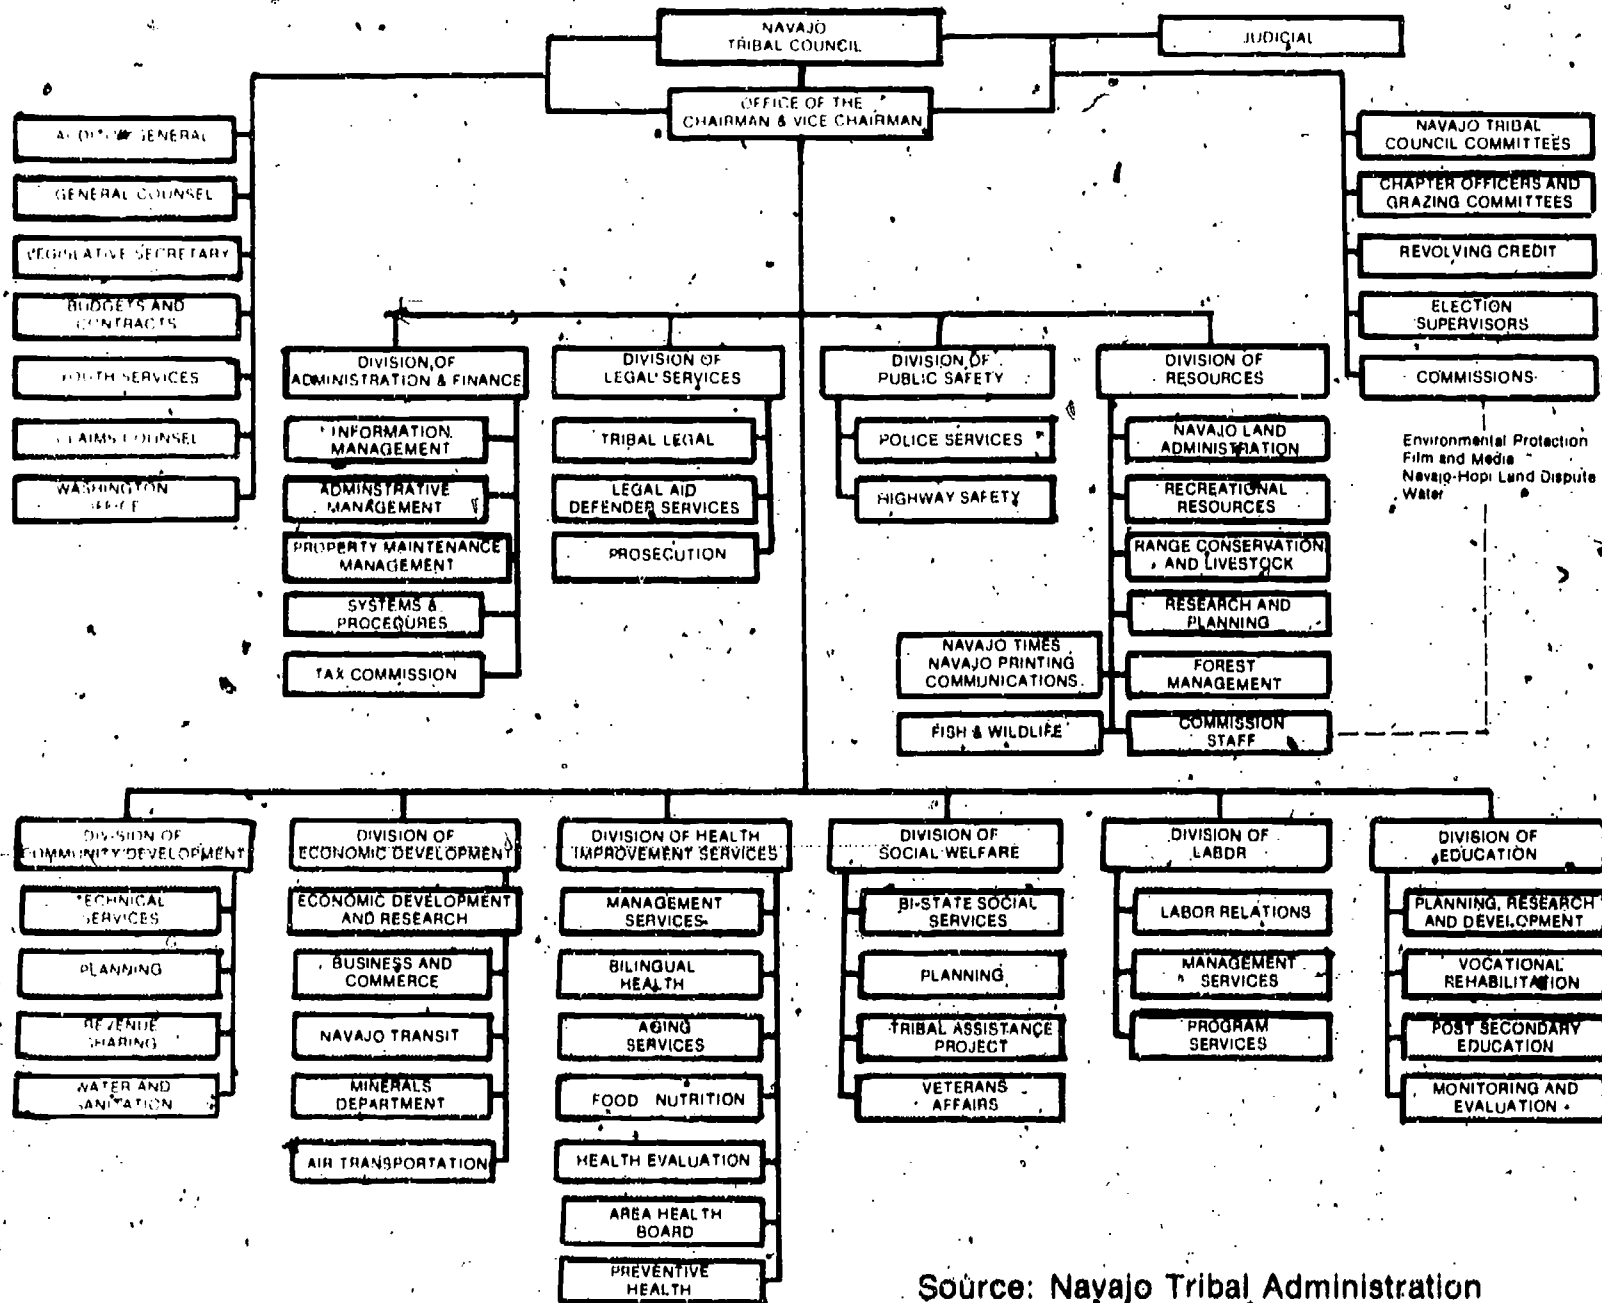 NAVAJO
TRIBAL COUNCIL
JUDICIAL
OFFICE OF THE
CHAIRMAN & VICE CHAIRMAN
GENERAL
GENERAL COUNSEL
LEGISLATIVE SECRETARY
BUDGETS AND
CONTRACTS
YOUTH SERVICES
CLAIMS COUNSEL
WASHINGTON
OFFICE
NAVAJO TRIBAL
COUNCIL COMMITTEES
CHAPTER OFFICERS AND
GRAZING COMMITTEES
REVOLVING CREDIT
ELECTION
SUPERVISORS
COMMISSIONS
Environmental Protection
Film and Media
Navajo-Hopi Land Dispute
Water
DIVISION OF
ADMINISTRATION & FINANCE
INFORMATION
MANAGEMENT
ADMINSTRATIVE
MANAGEMENT
PROPERTY MAINTENANCE
MANAGEMENT
SYSTEMS &
PROCEDURES
TAX COMMISSION
DIVISION OF
LEGAL SERVICES
TRIBAL LEGAL
LEGAL AID
DEFENDER SERVICES
PROSECUTION
DIVISION OF
PUBLIC SAFETY
POLICE SERVICES
HIGHWAY SAFETY
DIVISION OF
RESOURCES
NAVAJO LAND
ADMINISTRATION
RECREATIONAL
RESOURCES
RANGE CONSERVATION
AND LIVESTOCK
RESEARCH AND
PLANNING
NAVAJO TIMES
NAVAJO PRINTING
COMMUNICATIONS
FOREST
MANAGEMENT
FISH & WILDLIFE
COMMISSION
STAFF
DIVISION OF
COMMUNITY DEVELOPMENT
TECHNICAL
SERVICES
PLANNING
REVENUE
SHARING
WATER AND
SANITATION
DIVISION OF
ECONOMIC DEVELOPMENT
ECONOMIC DEVELOPMENT
AND RESEARCH
BUSINESS AND
COMMERCE
NAVAJO TRANSIT
MINERALS
DEPARTMENT
AIR TRANSPORTATION
DIVISION OF HEALTH
IMPROVEMENT SERVICES
MANAGEMENT
SERVICES
BILINGUAL
HEALTH
AGING
SERVICES
FOOD NUTRITION
HEALTH EVALUATION
AREA HEALTH
BOARD
PREVENTIVE
HEALTH
DIVISION OF
SOCIAL WELFARE
BI-STATE SOCIAL
SERVICES
PLANNING
TRIBAL ASSISTANCE
PROJECT
VETERANS
AFFAIRS
DIVISION OF
LABOR
LABOR RELATIONS
MANAGEMENT
SERVICES
PROGRAM
SERVICES
DIVISION OF
EDUCATION
PLANNING, RESEARCH
AND DEVELOPMENT
VOCATIONAL
REHABILITATION
POST SECONDARY
EDUCATION
MONITORING AND
EVALUATION
Source: Navajo Tribal Administration